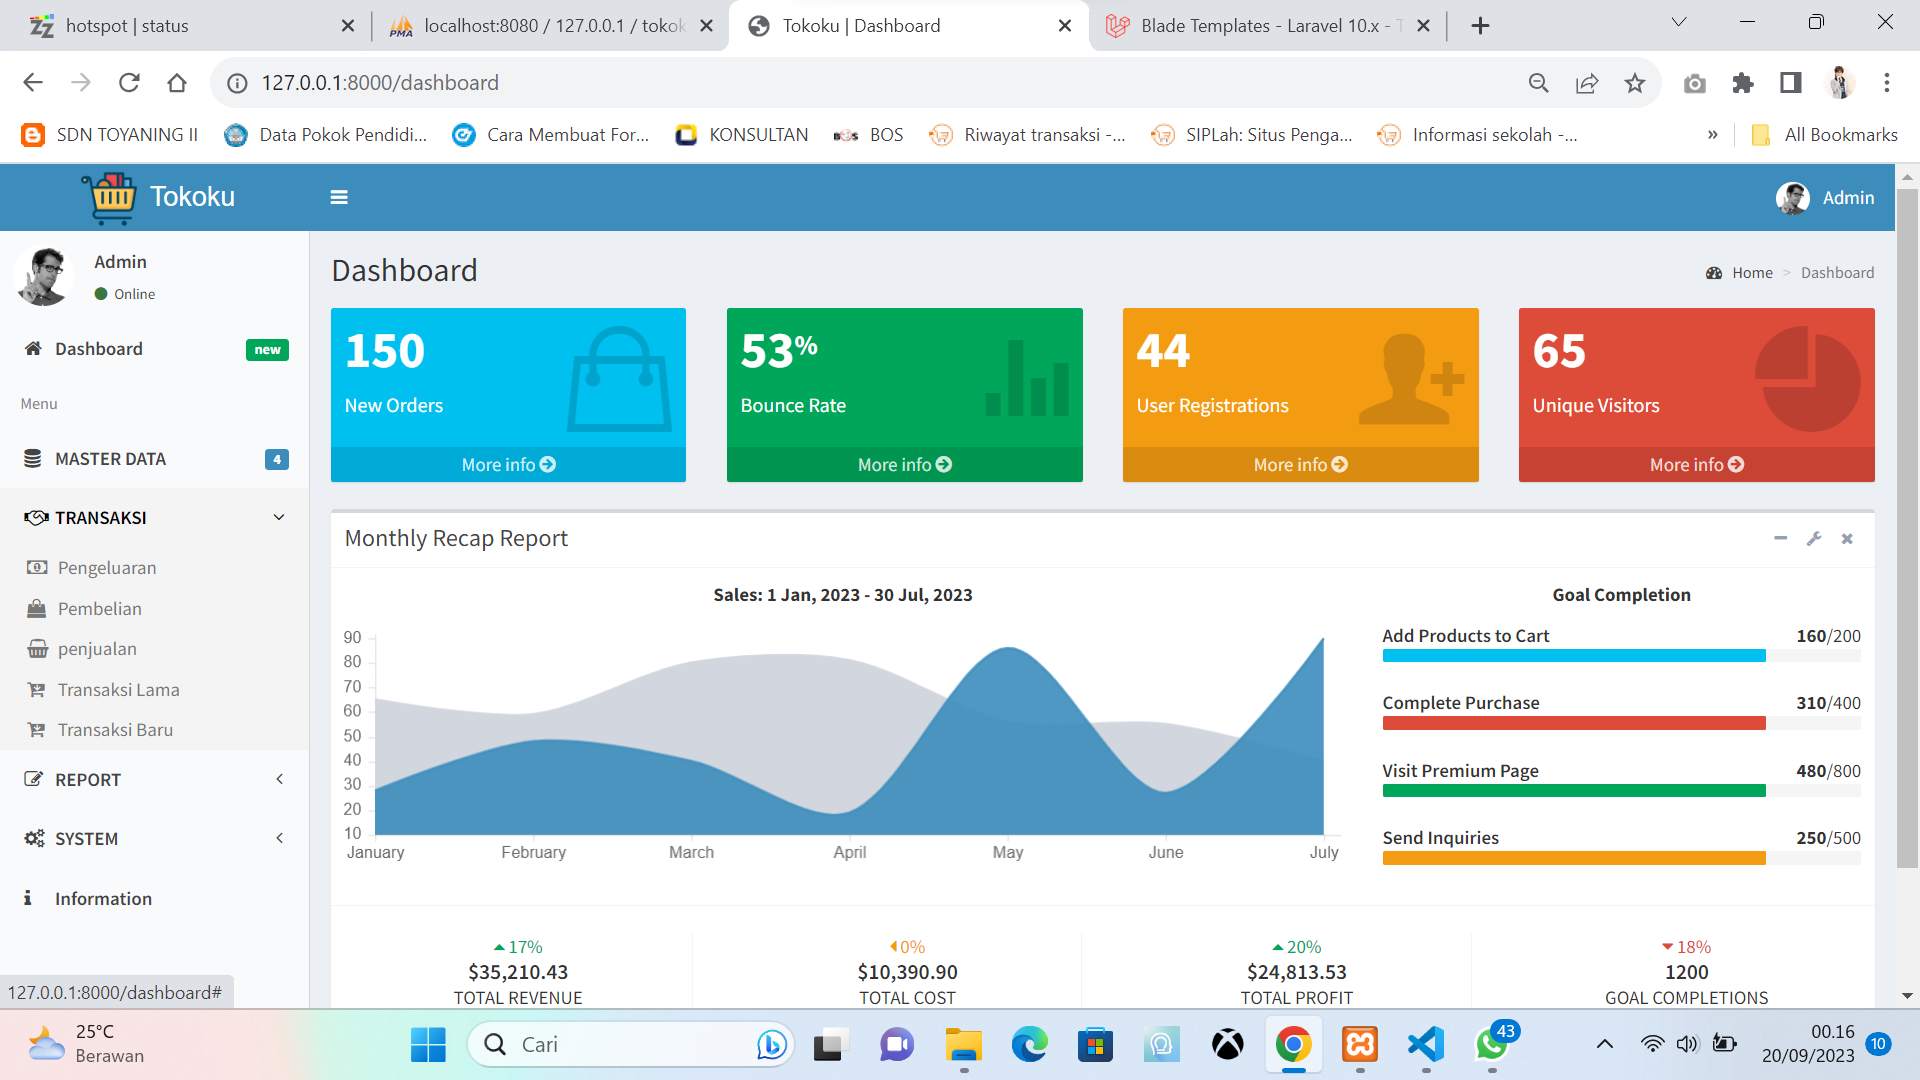 hotspot | status
localhost:8080 / 127.0.0.1 / tokok
Tokoku | Dashboard
Blade Templates - Laravel 10.x - T
127.0.0.1:8000/dashboard
SDN TOYANING II
Data Pokok Pendidi...
Cara Membuat For...
KONSULTAN
BOS
Riwayat transaksi -...
SIPLah: Situs Penga...
Informasi sekolah -...
»
All Bookmarks
Tokoku
Admin
Admin
Online
Dashboard
new
Menu
MASTER DATA
4
TRANSAKSI
Pengeluaran
Pembelian
penjualan
Transaksi Lama
Transaksi Baru
REPORT
SYSTEM
Information
Dashboard
Home > Dashboard
150
New Orders
More info
53%
Bounce Rate
More info
44
User Registrations
More info
65
Unique Visitors
More info
Monthly Recap Report
Sales: 1 Jan, 2023 - 30 Jul, 2023
90
80
70
60
50
40
30
20
10
January
February
March
April
May
June
July
Goal Completion
Add Products to Cart
160/200
Complete Purchase
310/400
Visit Premium Page
480/800
Send Inquiries
250/500
17%
$35,210.43
TOTAL REVENUE
0%
$10,390.90
TOTAL COST
20%
$24,813.53
TOTAL PROFIT
18%
1200
GOAL COMPLETIONS
127.0.0.1:8000/dashboard#
25°C
Berawan
Cari
43
00.16
20/09/2023
10